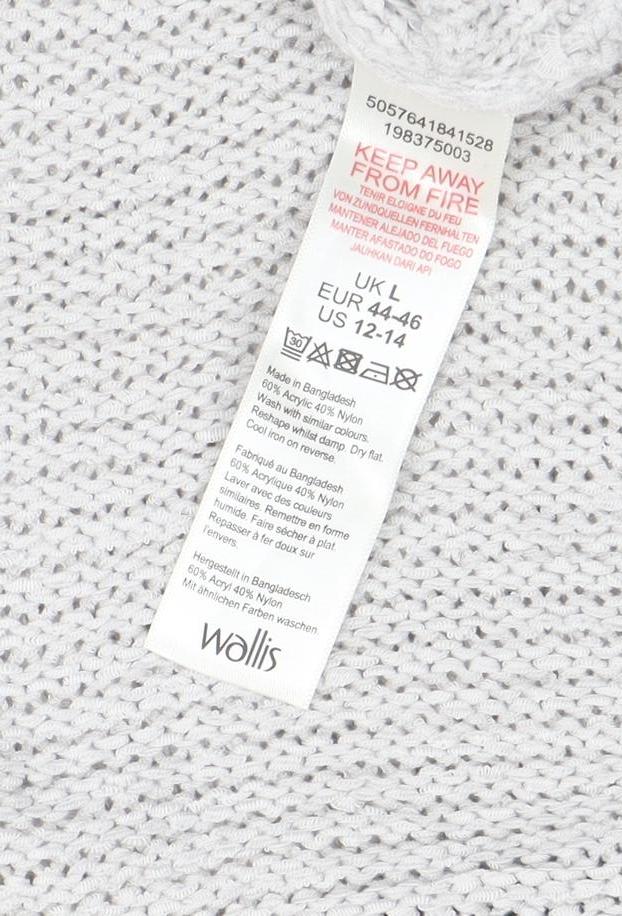 5057641841528
198375003
KEEP AWAY
FROM FIRE
TENIR ELOIGNE DU FEU
VON ZUNDQUELLEN FERNHALTEN
MANTENER ALEJADO DEL FUEGO
MANTER AFASTADO DO FOGO
JAUHKAN DARI API
UK L
EUR 44-46
US 12-14
30
Made in Bangladesh
60% Acrylic 40% Nylon
Wash with similar colours.
Reshape whilst damp. Dry flat.
Cool iron on reverse.
Fabriqué au Bangladesh
60% Acrylique 40% Nylon
Laver avec des couleurs
similaires. Remettre en forme
humide. Faire sécher à plat.
Repasser à fer doux sur
l'envers.
Hergestellt in Bangladesch
60% Acryl 40% Nylon
Mit ähnlichen Farben waschen.
wallis